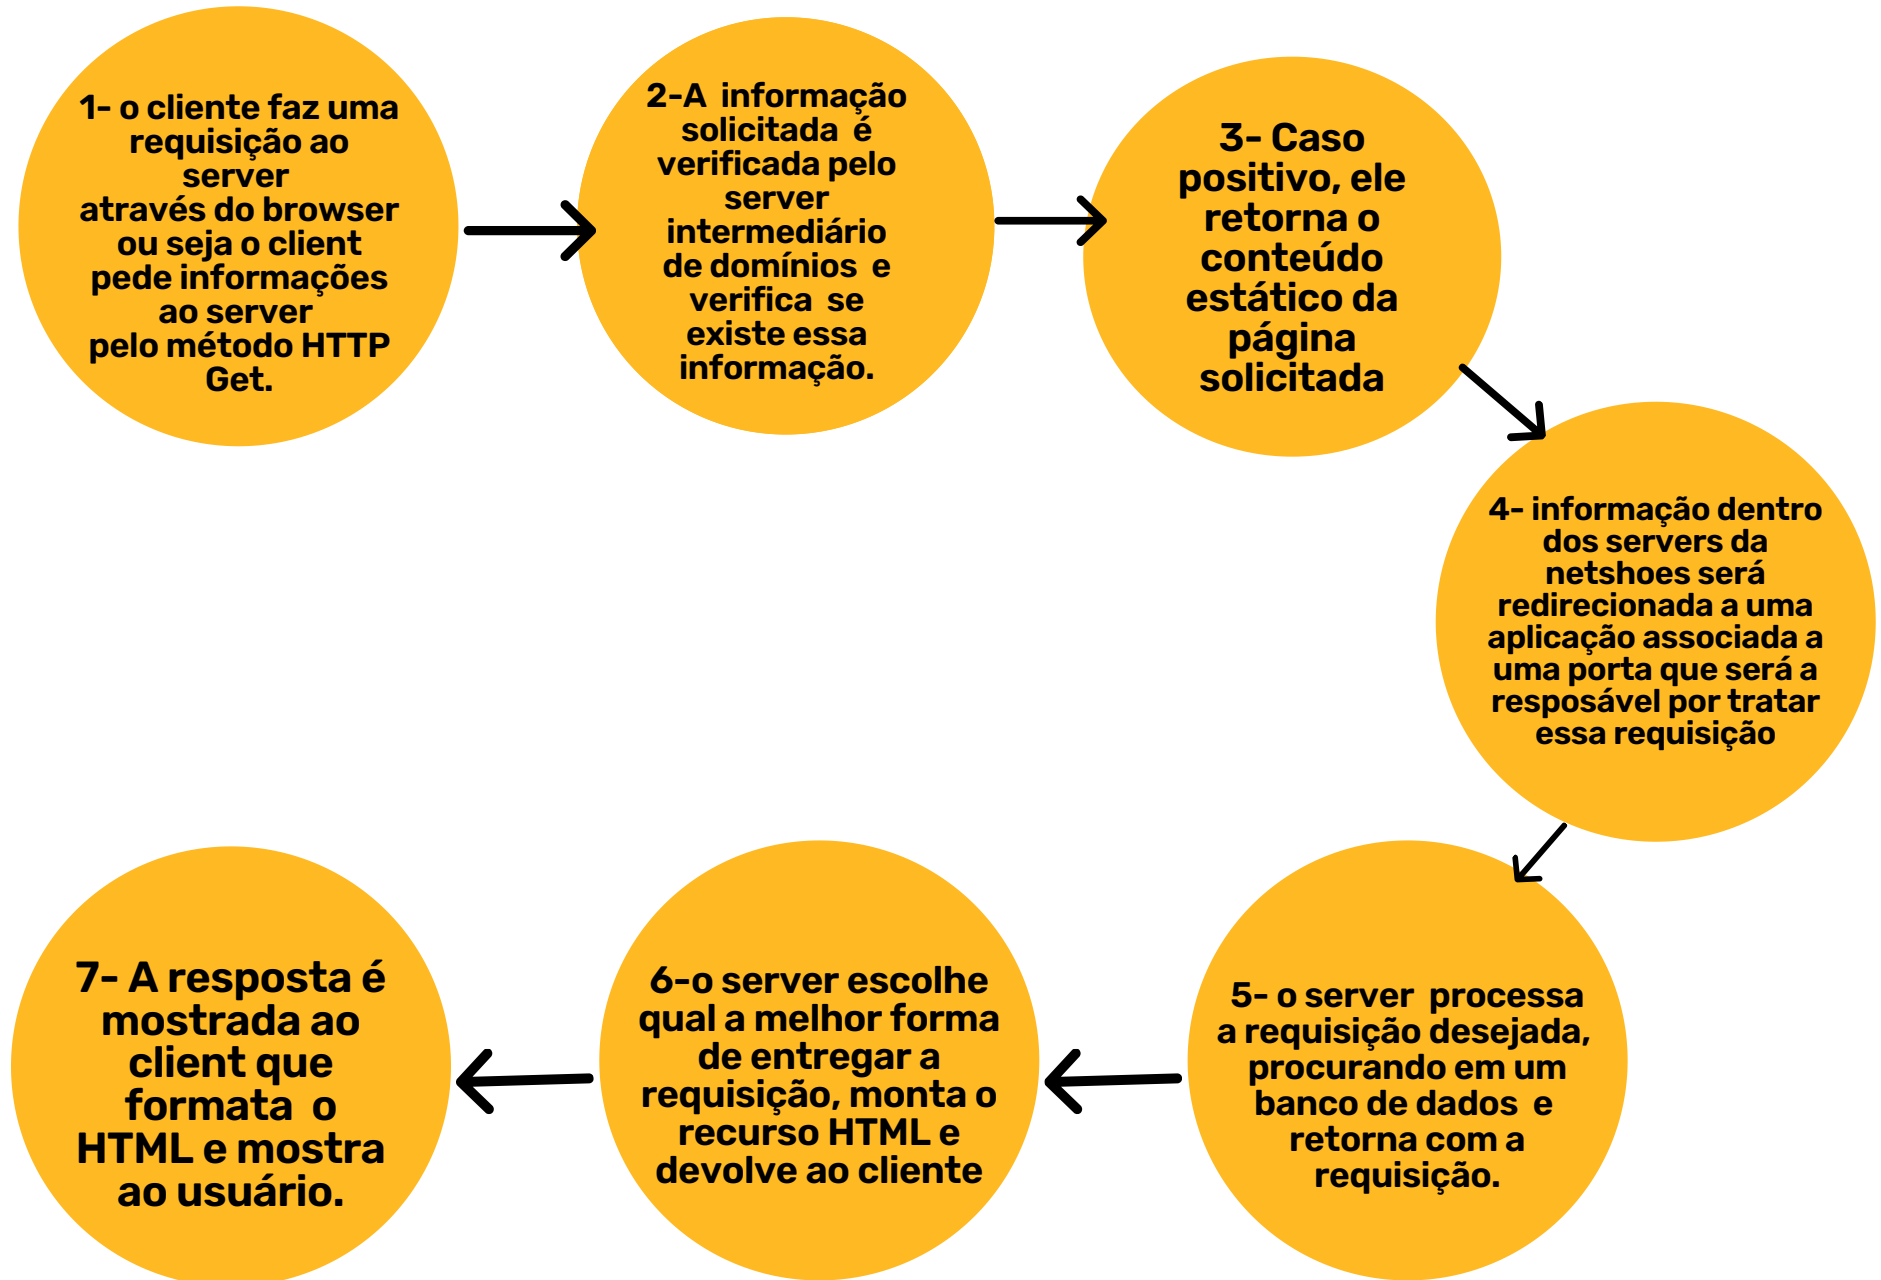 1- o cliente faz uma
requisição ao
server
através do browser
ou seja o client
pede informações
ao server
pelo método HTTP
Get.
2-A informação
solicitada é
verificada pelo
server
intermediário
de domínios e
verifica se
existe essa
informação.
3- Caso
positivo, ele
retorna o
conteúdo
estático da
página
solicitada
4- informação dentro
dos servers da
netshoes será
redirecionada a uma
aplicação associada a
uma porta que será a
resposável por tratar
essa requisição
5- o server processa
a requisição desejada,
procurando em um
banco de dados e
retorna com a
requisição.
6-o server escolhe
qual a melhor forma
de entregar a
requisição, monta o
recurso HTML e
devolve ao cliente
7- A resposta é
mostrada ao
client que
formata o
HTML e mostra
ao usuário.